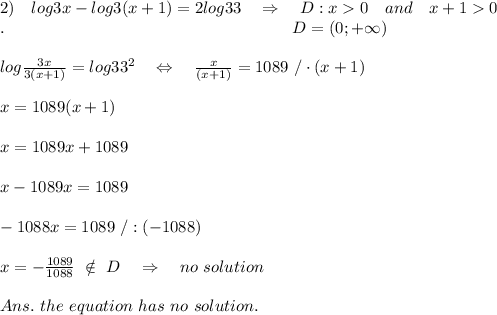 2) log3x − log3(x + 1) = 2log33 ⇒ D : x > 0 and x + 1 > 0
. D = (0; +∞)
log 3x/3(x+1) = log33² ⇔ x/(x+1) = 1089 / · (x + 1)
x = 1089(x + 1)
x = 1089x + 1089
x − 1089x = 1089
− 1088x = 1089 / : (−1088)
x = −1089/1088 ∉ D ⇒ no solution
Ans. the equation has no solution.